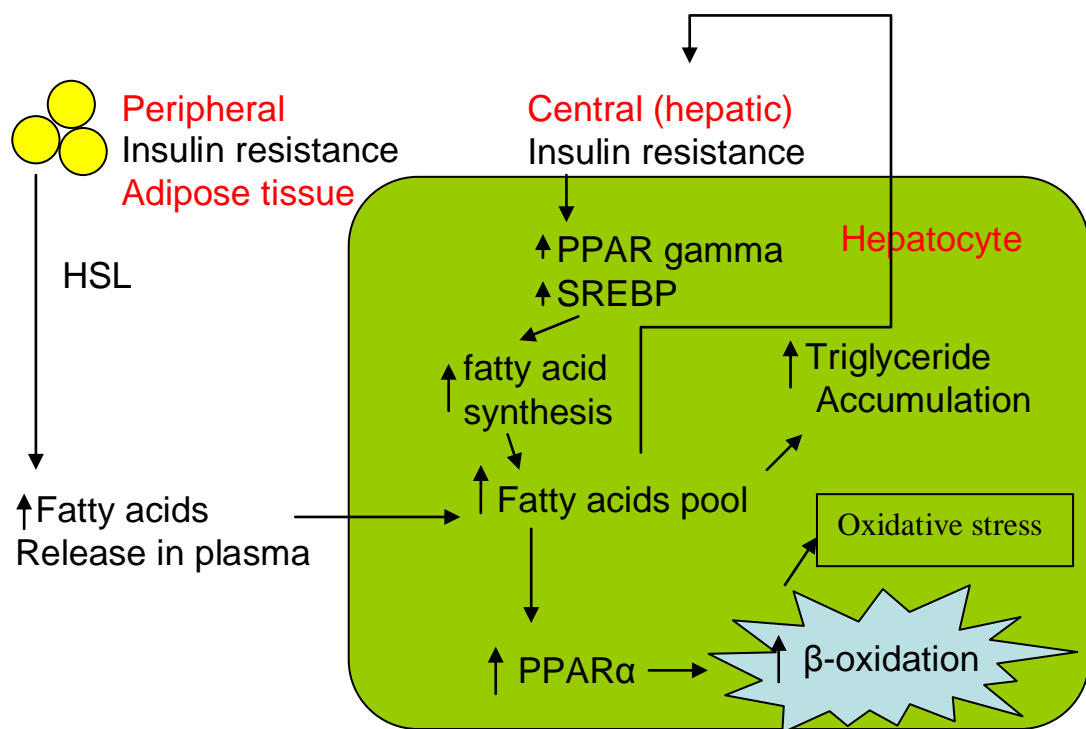 Peripheral
Insulin resistance
Adipose tissue
Central (hepatic)
Insulin resistance
Hepatocyte
PPAR gamma
SREBP
HSL
fatty acid
synthesis
Triglyceride
Accumulation
Fatty acids
Release in plasma
Fatty acids pool
Oxidative stress
PPARα
β-oxidation